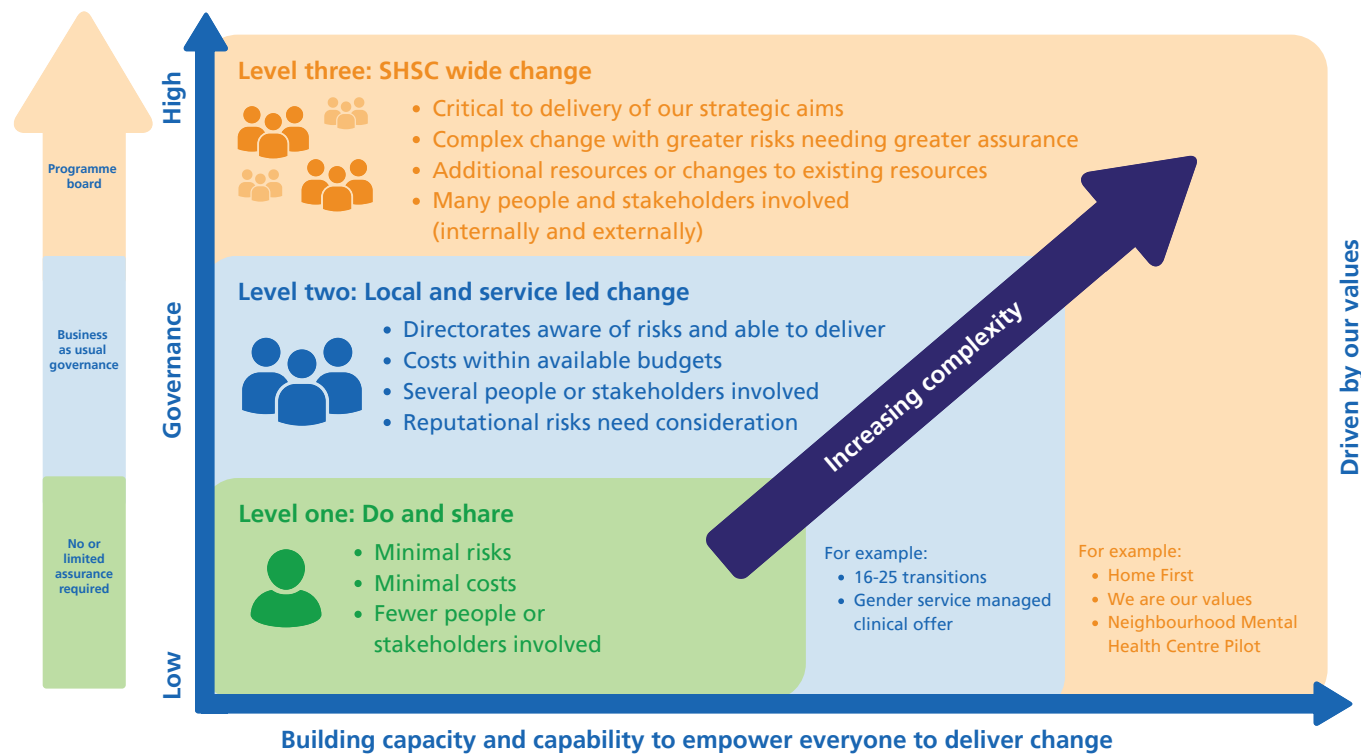 High
Governance
Low
Programme
board
Business
as usual
governance
No or
limited
assurance
required
Level three: SHSC wide change
• Critical to delivery of our strategic aims
• Complex change with greater risks needing greater assurance
• Additional resources or changes to existing resources
• Many people and stakeholders involved
(internally and externally)
Level two: Local and service led change
• Directorates aware of risks and able to deliver
• Costs within available budgets
• Several people or stakeholders involved
• Reputational risks need consideration
Level one: Do and share
• Minimal risks
• Minimal costs
• Fewer people or
stakeholders involved
Increasing complexity
For example:
• 16-25 transitions
• Gender service managed
clinical offer
For example:
• Home First
• We are our values
• Neighbourhood Mental
Health Centre Pilot
Driven by our values
Building capacity and capability to empower everyone to deliver change